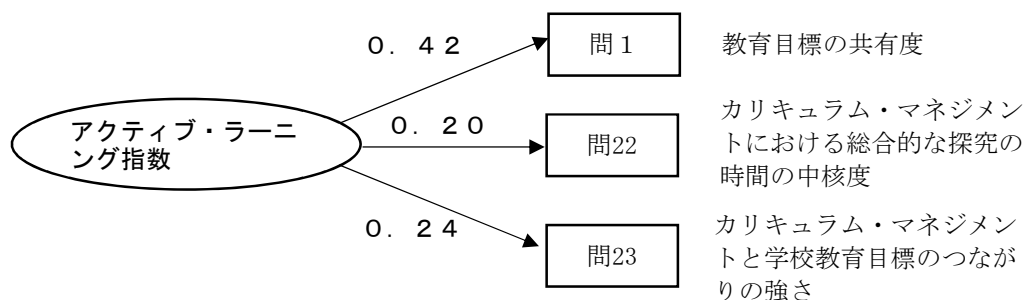 ０．４２
問１
教育目標の共有度
アクティブ・ラーニ
ング指数
０．２０
問22
カリキュラム・マネジメン
トにおける総合的な探究の
時間の中核度
０．２４
問23
カリキュラム・マネジメン
トと学校教育目標のつなが
りの強さ